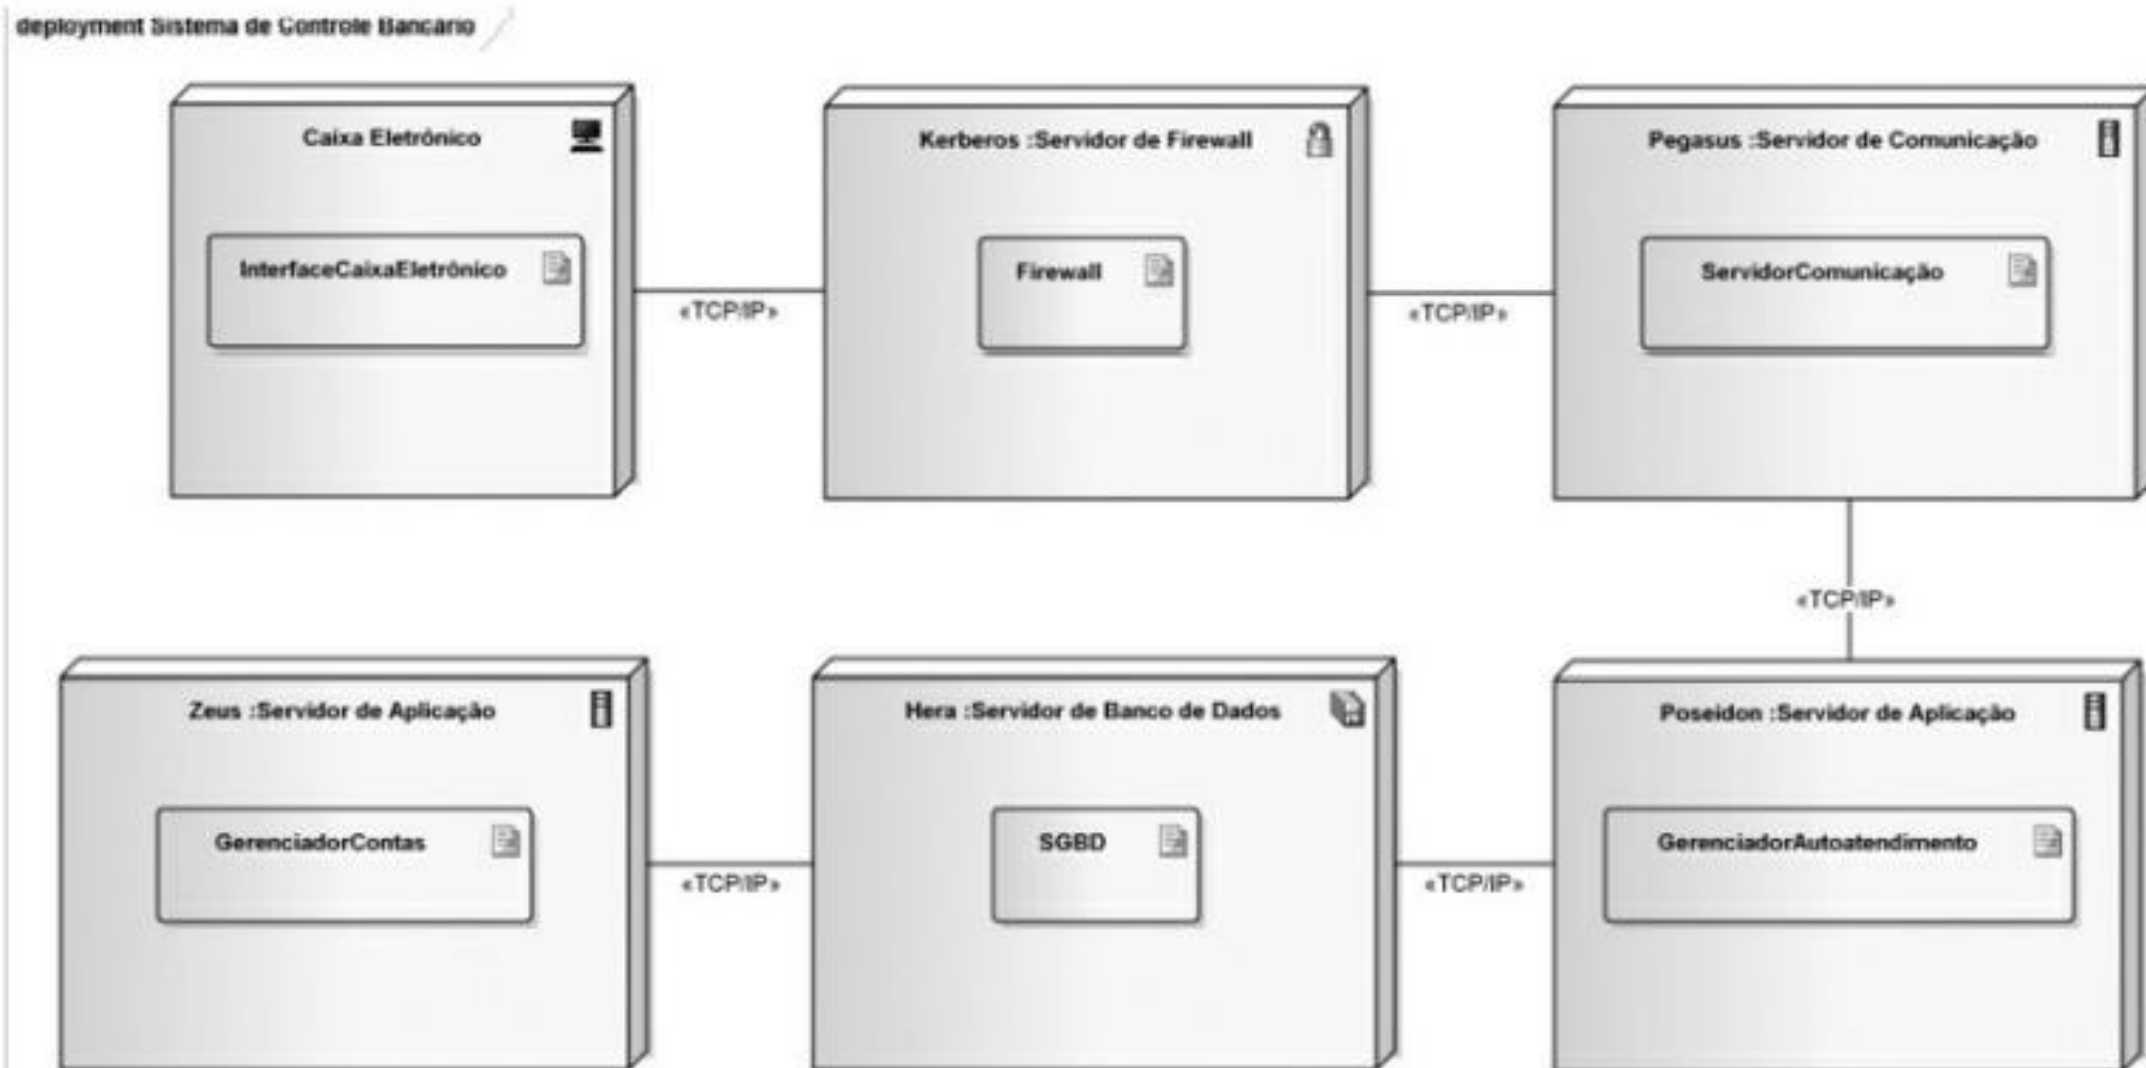 deployment Sistema de Controle Bancário
Caixa Eletrônico
Kerberos :Servidor de Firewall
Pegasus :Servidor de Comunicação
InterfaceCaixaEletrônico
Firewall
ServidorComunicação
«TCP/IP»
«TCP/IP»
«TCP/IP»
Zeus :Servidor de Aplicação
Hera :Servidor de Banco de Dados
Poseidon :Servidor de Aplicação
GerenciadorContas
SGBD
GerenciadorAutoatendimento
«TCP/IP»
«TCP/IP»